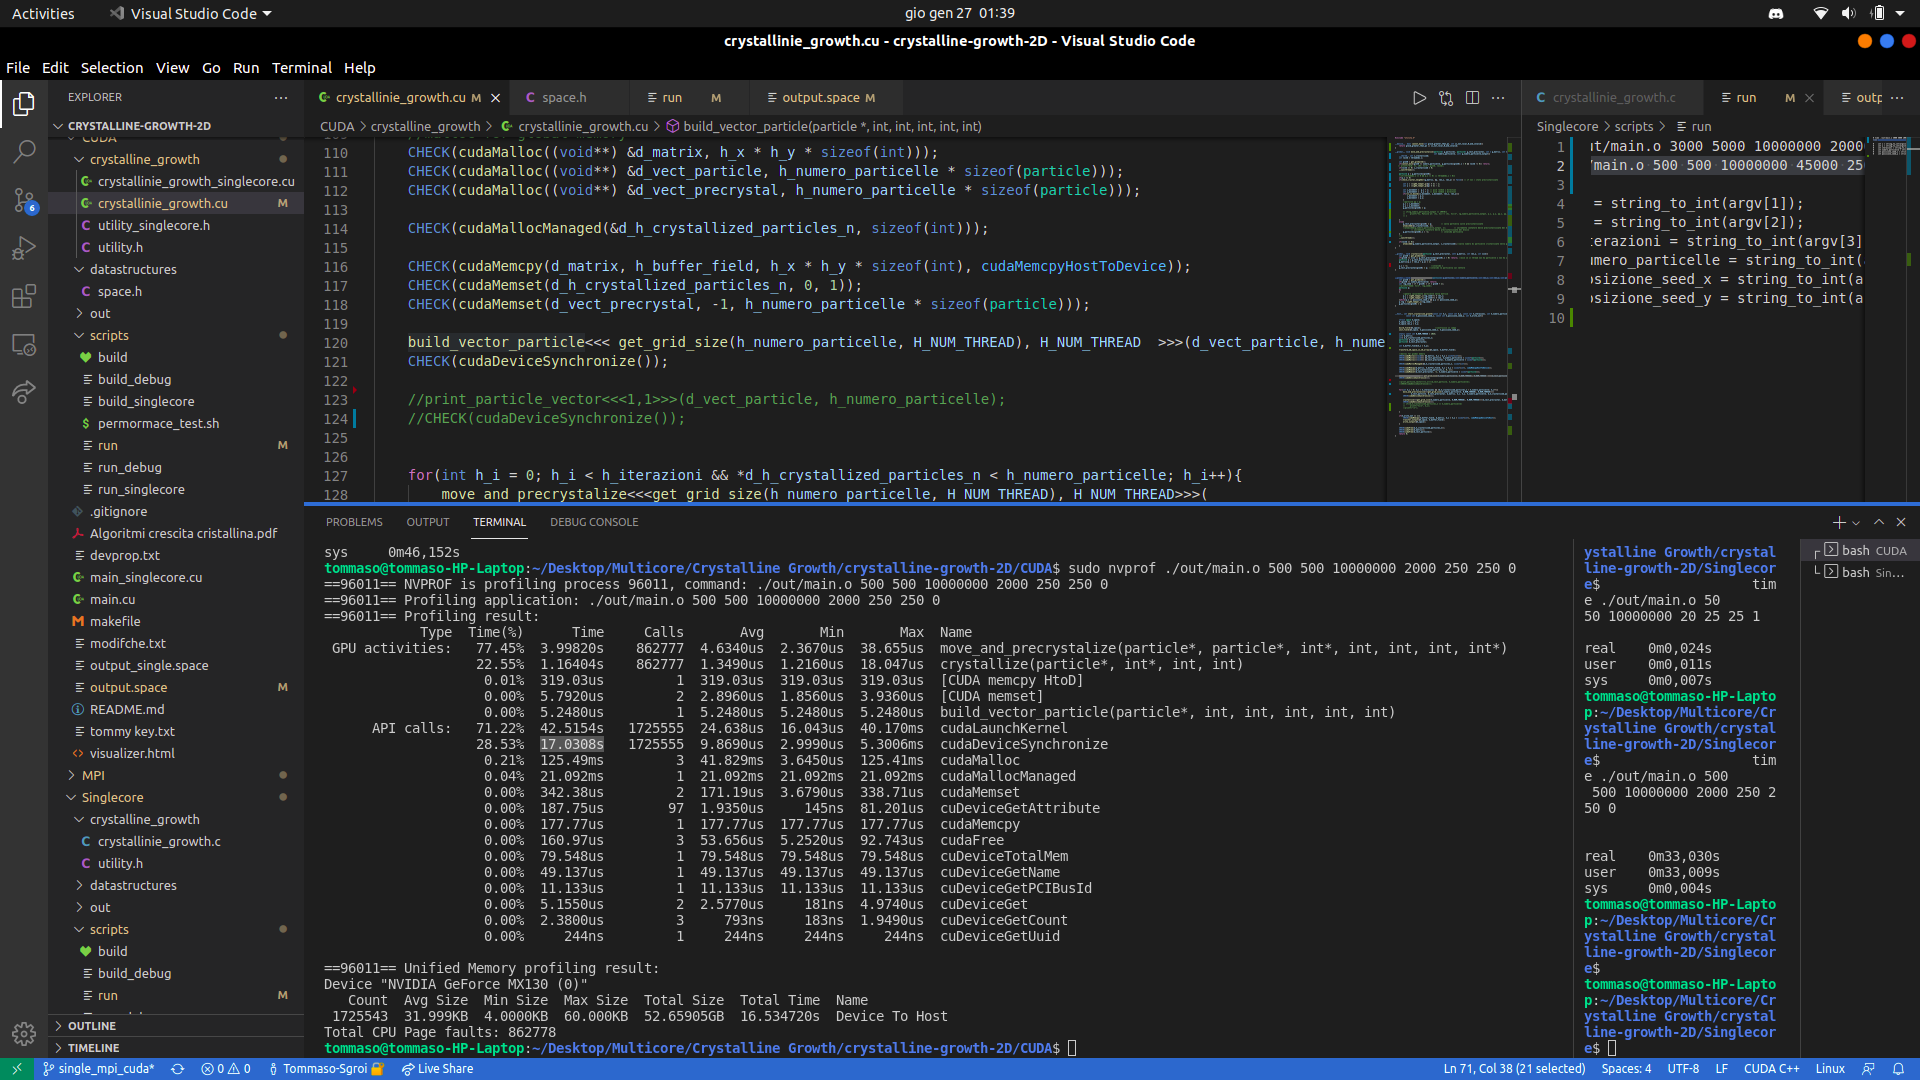 Activities
Visual Studio Code
gio gen 27 01:39
crystallinie_growth.cu - crystalline-growth-2D - Visual Studio Code
File Edit Selection View Go Run Terminal Help
EXPLORER
CRYSTALLINE-GROWTH-2D
CUDA
crystalline_growth
crystallinie_growth_singlecore.cu
crystallinie_growth.cu M
utility_singlecore.h
utility.h
datastructures
space.h
out
scripts
build
build_debug
build_singlecore
permormace_test.sh
run M
run_debug
run_singlecore
.gitignore
Algoritmi crescita cristallina.pdf
devprop.txt
main_singlecore.cu
main.cu
makefile
modifche.txt
output_single.space
output.space M
README.md
tommy key.txt
visualizer.html
MPI
Singlecore
crystalline_growth
crystallinie_growth.c
utility.h
datastructures
out
scripts
build
build_debug
run M
OUTLINE
TIMELINE
6
crystallinie_growth.cu M
space.h
run M
output.space M
CUDA > crystalline_growth > crystallinie_growth.cu > build_vector_particle(particle *, int, int, int, int, int)
110 CHECK(cudaMalloc((void**) &d_matrix, h_x * h_y * sizeof(int)));
111 CHECK(cudaMalloc((void**) &d_vect_particle, h_numero_particelle * sizeof(particle)));
112 CHECK(cudaMalloc((void**) &d_vect_precrystal, h_numero_particelle * sizeof(particle)));
113
114 CHECK(cudaMallocManaged(&d_h_crystallized_particles_n, sizeof(int)));
115
116 CHECK(cudaMemcpy(d_matrix, h_buffer_field, h_x * h_y * sizeof(int), cudaMemcpyHostToDevice));
117 CHECK(cudaMemset(d_h_crystallized_particles_n, 0, 1));
118 CHECK(cudaMemset(d_vect_precrystal, -1, h_numero_particelle * sizeof(particle)));
119
120 build_vector_particle<<< get_grid_size(h_numero_particelle, H_NUM_THREAD), H_NUM_THREAD >>>(d_vect_particle, h_nume
121 CHECK(cudaDeviceSynchronize());
122
123 //print_particle_vector<<<1,1>>>(d_vect_particle, h_numero_particelle);
124 //CHECK(cudaDeviceSynchronize());
125
126
127 for(int h_i = 0; h_i < h_iterazioni && *d_h_crystallized_particles_n < h_numero_particelle; h_i++){
128 move_and_precrystalize<<<get_grid_size(h_numero_particelle, H_NUM_THREAD), H_NUM_THREAD>>>(
crystallinie_growth.c
run M
outp
Singlecore > scripts > run
1 ut/main.o 3000 5000 10000000 2000
2 /main.o 500 500 10000000 45000 25
3
4 = string_to_int(argv[1]);
5 = string_to_int(argv[2]);
6 terazioni = string_to_int(argv[3]
7 umero_particelle = string_to_int(
8 osizione_seed_x = string_to_int(a
9 osizione_seed_y = string_to_int(a
10
PROBLEMS OUTPUT TERMINAL DEBUG CONSOLE
sys 0m46,152s
tommaso@tommaso-HP-Laptop:~/Desktop/Multicore/Crystalline Growth/crystalline-growth-2D/CUDA$ sudo nvprof ./out/main.o 500 500 10000000 2000 250 250 0
==96011== NVPROF is profiling process 96011, command: ./out/main.o 500 500 10000000 2000 250 250 0
==96011== Profiling application: ./out/main.o 500 500 10000000 2000 250 250 0
==96011== Profiling result:
Type Time(%) Time Calls Avg Min Max Name
GPU activities: 77.45% 3.99820s 862777 4.6340us 2.3670us 38.655us move_and_precrystalize(particle*, particle*, int*, int, int, int, int, int*)
22.55% 1.16404s 862777 1.3490us 1.2160us 18.047us crystallize(particle*, int*, int, int)
0.01% 319.03us 1 319.03us 319.03us 319.03us [CUDA memcpy HtoD]
0.00% 5.7920us 2 2.8960us 1.8560us 3.9360us [CUDA memset]
0.00% 5.2480us 1 5.2480us 5.2480us 5.2480us build_vector_particle(particle*, int, int, int, int, int)
API calls: 71.22% 42.5154s 1725555 24.638us 16.043us 40.170ms cudaLaunchKernel
28.53% 17.0308s 1725555 9.8690us 2.9990us 5.3006ms cudaDeviceSynchronize
0.21% 125.49ms 3 41.829ms 3.6450us 125.41ms cudaMalloc
0.04% 21.092ms 1 21.092ms 21.092ms 21.092ms cudaMallocManaged
0.00% 342.38us 2 171.19us 3.6790us 338.71us cudaMemset
0.00% 187.75us 97 1.9350us 145ns 81.201us cuDeviceGetAttribute
0.00% 177.77us 1 177.77us 177.77us 177.77us cudaMemcpy
0.00% 160.97us 3 53.656us 5.2520us 92.743us cudaFree
0.00% 79.548us 1 79.548us 79.548us 79.548us cuDeviceTotalMem
0.00% 49.137us 1 49.137us 49.137us 49.137us cuDeviceGetName
0.00% 11.133us 1 11.133us 11.133us 11.133us cuDeviceGetPCIBusId
0.00% 5.1550us 2 2.5770us 181ns 4.9740us cuDeviceGet
0.00% 2.3800us 3 793ns 183ns 1.9490us cuDeviceGetCount
0.00% 244ns 1 244ns 244ns 244ns cuDeviceGetUuid
==96011== Unified Memory profiling result:
Device "NVIDIA GeForce MX130 (0)"
Count Avg Size Min Size Max Size Total Size Total Time Name
1725543 31.999KB 4.0000KB 60.000KB 52.65905GB 16.534720s Device To Host
Total CPU Page faults: 862778
tommaso@tommaso-HP-Laptop:~/Desktop/Multicore/Crystalline Growth/crystalline-growth-2D/CUDA$
ystalline Growth/crystal
line-growth-2D/Singlecor
e$ tim
e ./out/main.o 50
50 10000000 20 25 25 1
real 0m0,024s
user 0m0,011s
sys 0m0,007s
tommaso@tommaso-HP-Lapto
p:~/Desktop/Multicore/Cr
ystalline Growth/crystal
line-growth-2D/Singlecor
e$ tim
e ./out/main.o 500
500 10000000 2000 250 2
50 0
real 0m33,030s
user 0m33,009s
sys 0m0,004s
tommaso@tommaso-HP-Lapto
p:~/Desktop/Multicore/Cr
ystalline Growth/crystal
line-growth-2D/Singlecor
e$
tommaso@tommaso-HP-Lapto
p:~/Desktop/Multicore/Cr
ystalline Growth/crystal
line-growth-2D/Singlecor
e$
bash CUDA
bash Sin...
single_mpi_cuda* 0 0 Tommaso-Sgroi Live Share
Ln 71, Col 38 (21 selected) Spaces: 4 UTF-8 LF CUDA C++ Linux